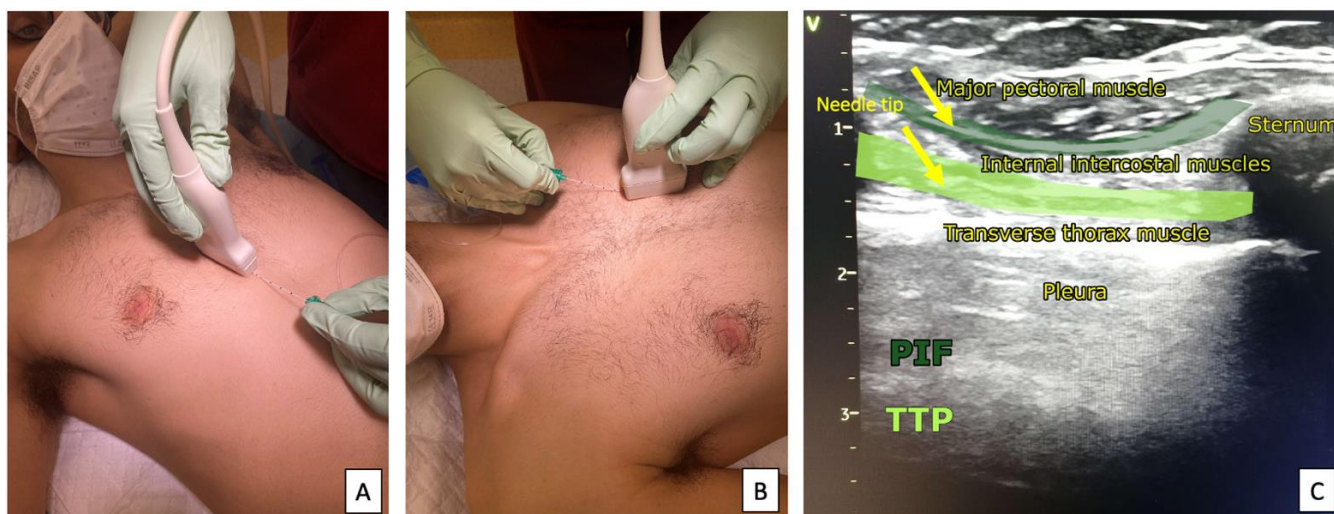 A
B
V
Major pectoral muscle
Needle tip
1
Sternum
Internal intercostal muscles
Transverse thorax muscle
2
Pleura
PIF
TTP
3
C